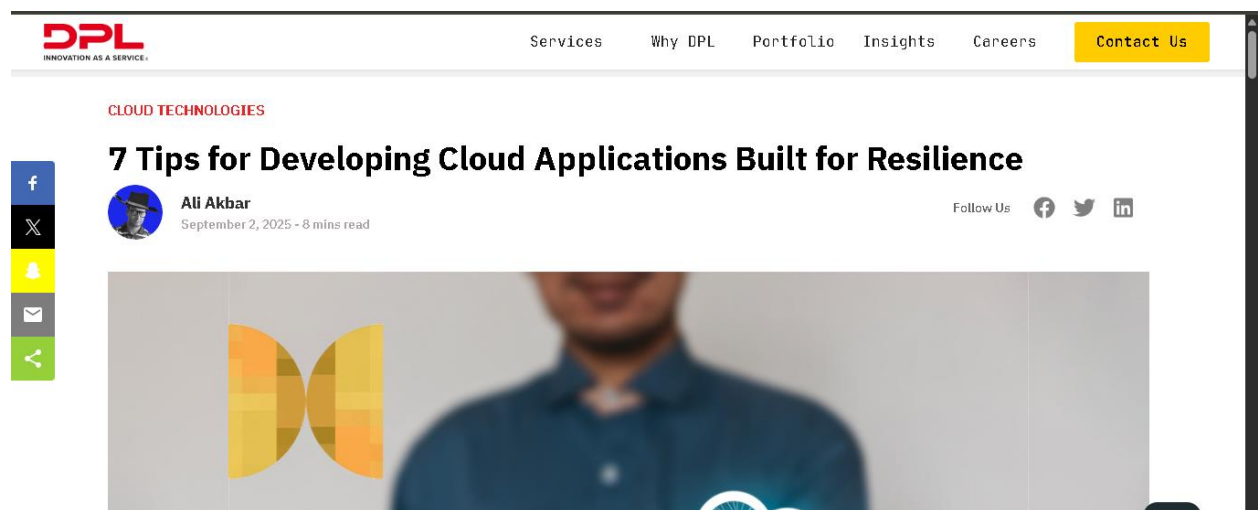 DPL
INNOVATION AS A SERVICE.
Services Why DPL Portfolio Insights Careers Contact Us
CLOUD TECHNOLOGIES
7 Tips for Developing Cloud Applications Built for Resilience
Ali Akbar
September 2, 2025 - 8 mins read
Follow Us